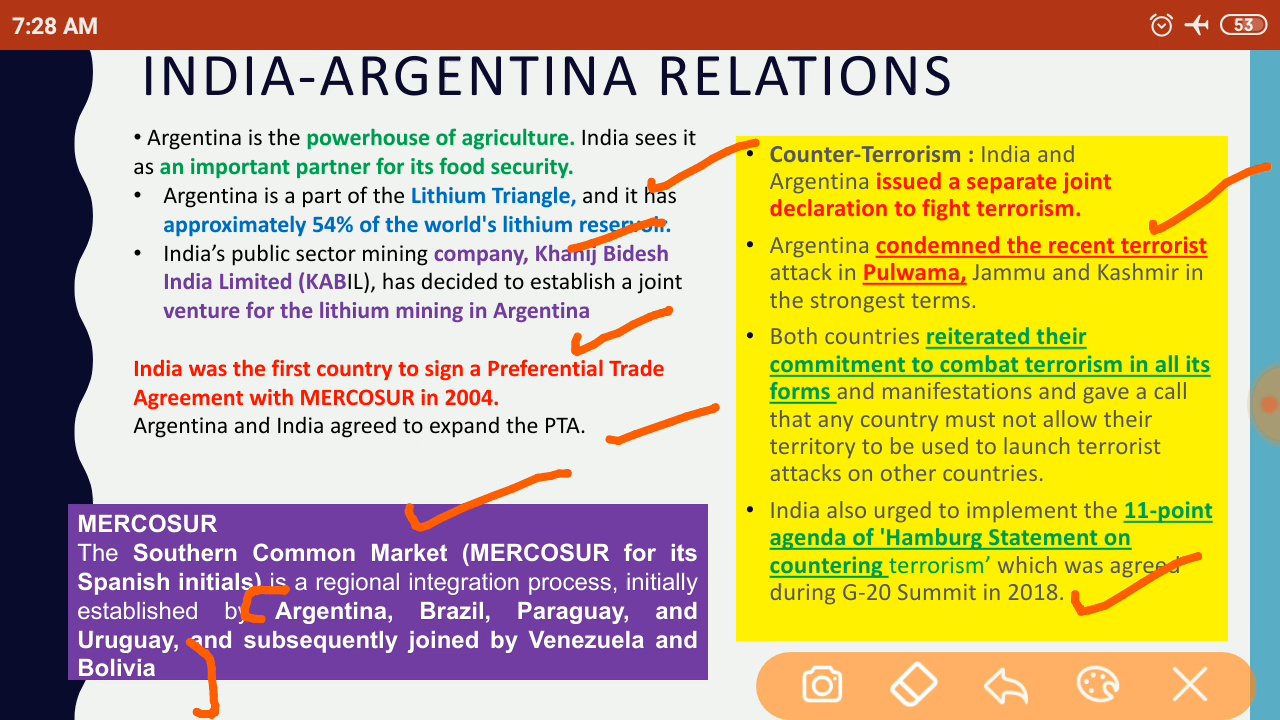 7:28 AM
53
INDIA-ARGENTINA RELATIONS
• Argentina is the powerhouse of agriculture. India sees it
as an important partner for its food security.
• Argentina is a part of the Lithium Triangle, and it has
approximately 54% of the world's lithium reservoir.
• India’s public sector mining company, Khanij Bidesh
India Limited (KABIL), has decided to establish a joint
venture for the lithium mining in Argentina
India was the first country to sign a Preferential Trade
Agreement with MERCOSUR in 2004.
Argentina and India agreed to expand the PTA.
MERCOSUR
The Southern Common Market (MERCOSUR for its
Spanish initials) is a regional integration process, initially
established by Argentina, Brazil, Paraguay, and
Uruguay, and subsequently joined by Venezuela and
Bolivia
• Counter-Terrorism : India and
Argentina issued a separate joint
declaration to fight terrorism.
• Argentina condemned the recent terrorist
attack in Pulwama, Jammu and Kashmir in
the strongest terms.
• Both countries reiterated their
commitment to combat terrorism in all its
forms and manifestations and gave a call
that any country must not allow their
territory to be used to launch terrorist
attacks on other countries.
• India also urged to implement the 11-point
agenda of 'Hamburg Statement on
countering terrorism’ which was agreed
during G-20 Summit in 2018.